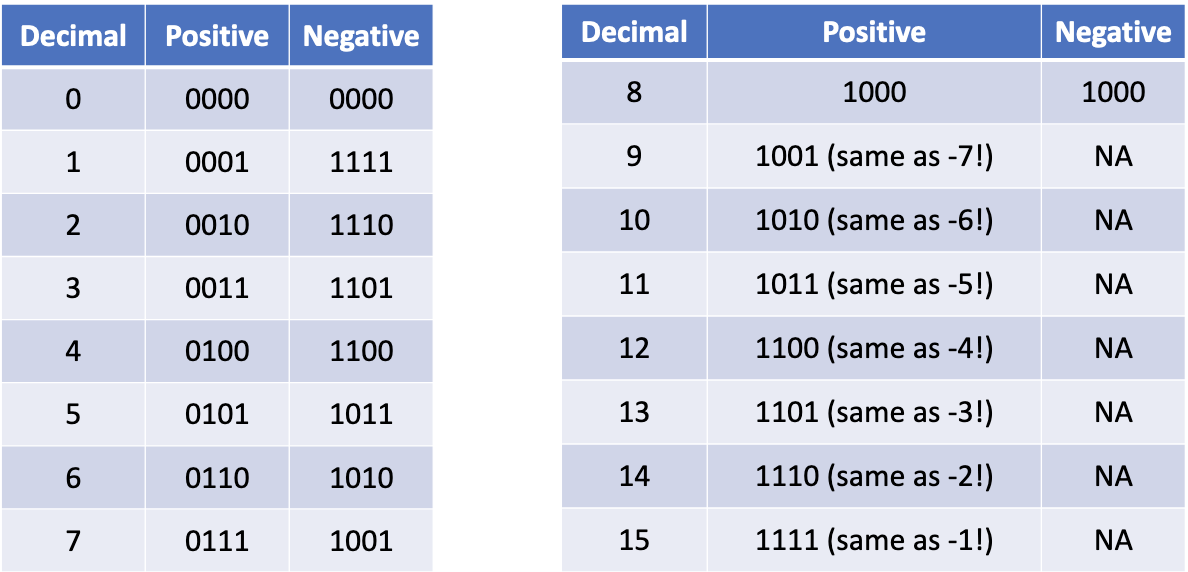 Decimal Positive Negative
0 0000 0000
1 0001 1111
2 0010 1110
3 0011 1101
4 0100 1100
5 0101 1011
6 0110 1010
7 0111 1001
Decimal Positive Negative
8 1000 1000
9 1001 (same as -7!) NA
10 1010 (same as -6!) NA
11 1011 (same as -5!) NA
12 1100 (same as -4!) NA
13 1101 (same as -3!) NA
14 1110 (same as -2!) NA
15 1111 (same as -1!) NA